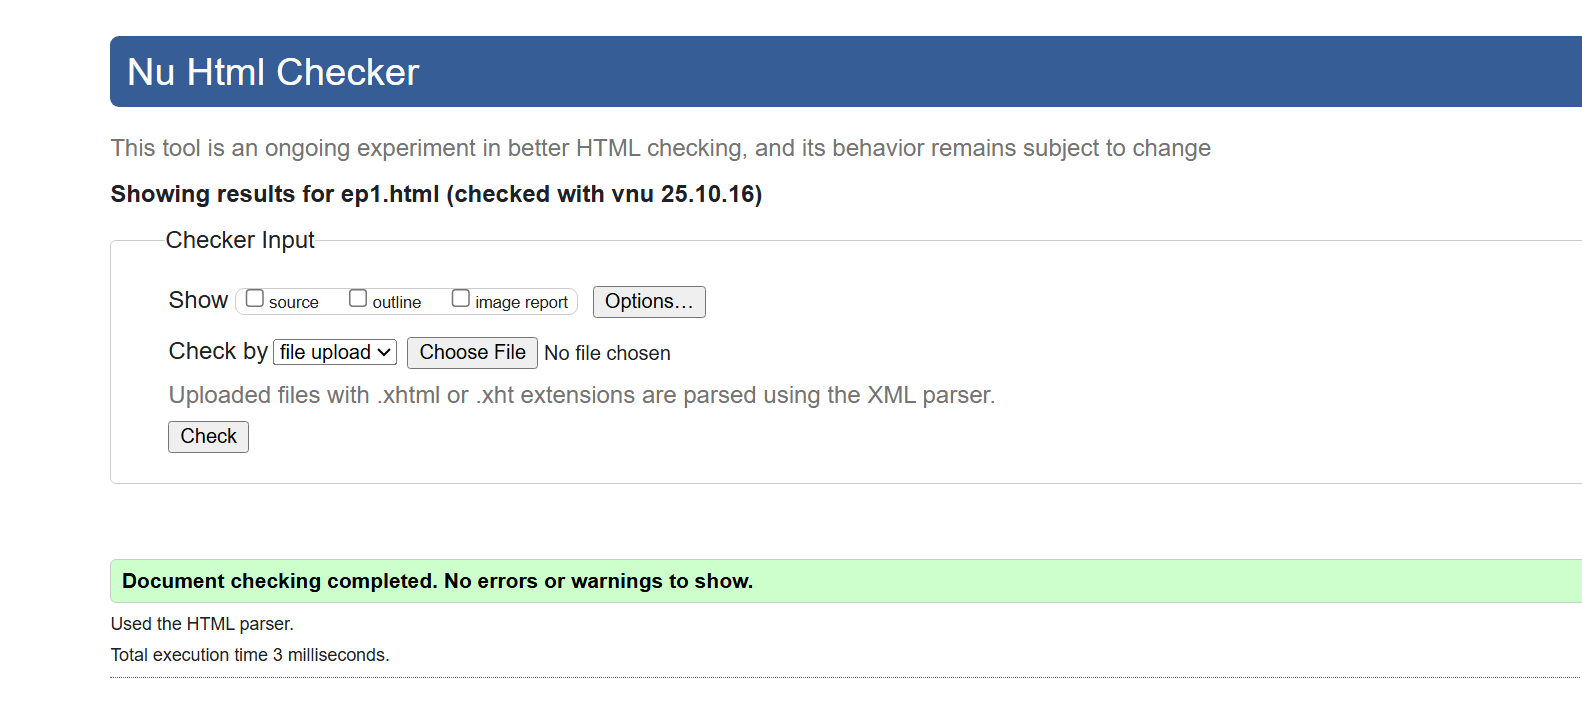 Nu Html Checker
This tool is an ongoing experiment in better HTML checking, and its behavior remains subject to change
Showing results for ep1.html (checked with vnu 25.10.16)
Checker Input
Show source outline image report Options…
Check by file upload Choose File No file chosen
Uploaded files with .xhtml or .xht extensions are parsed using the XML parser.
Check
Document checking completed. No errors or warnings to show.
Used the HTML parser.
Total execution time 3 milliseconds.